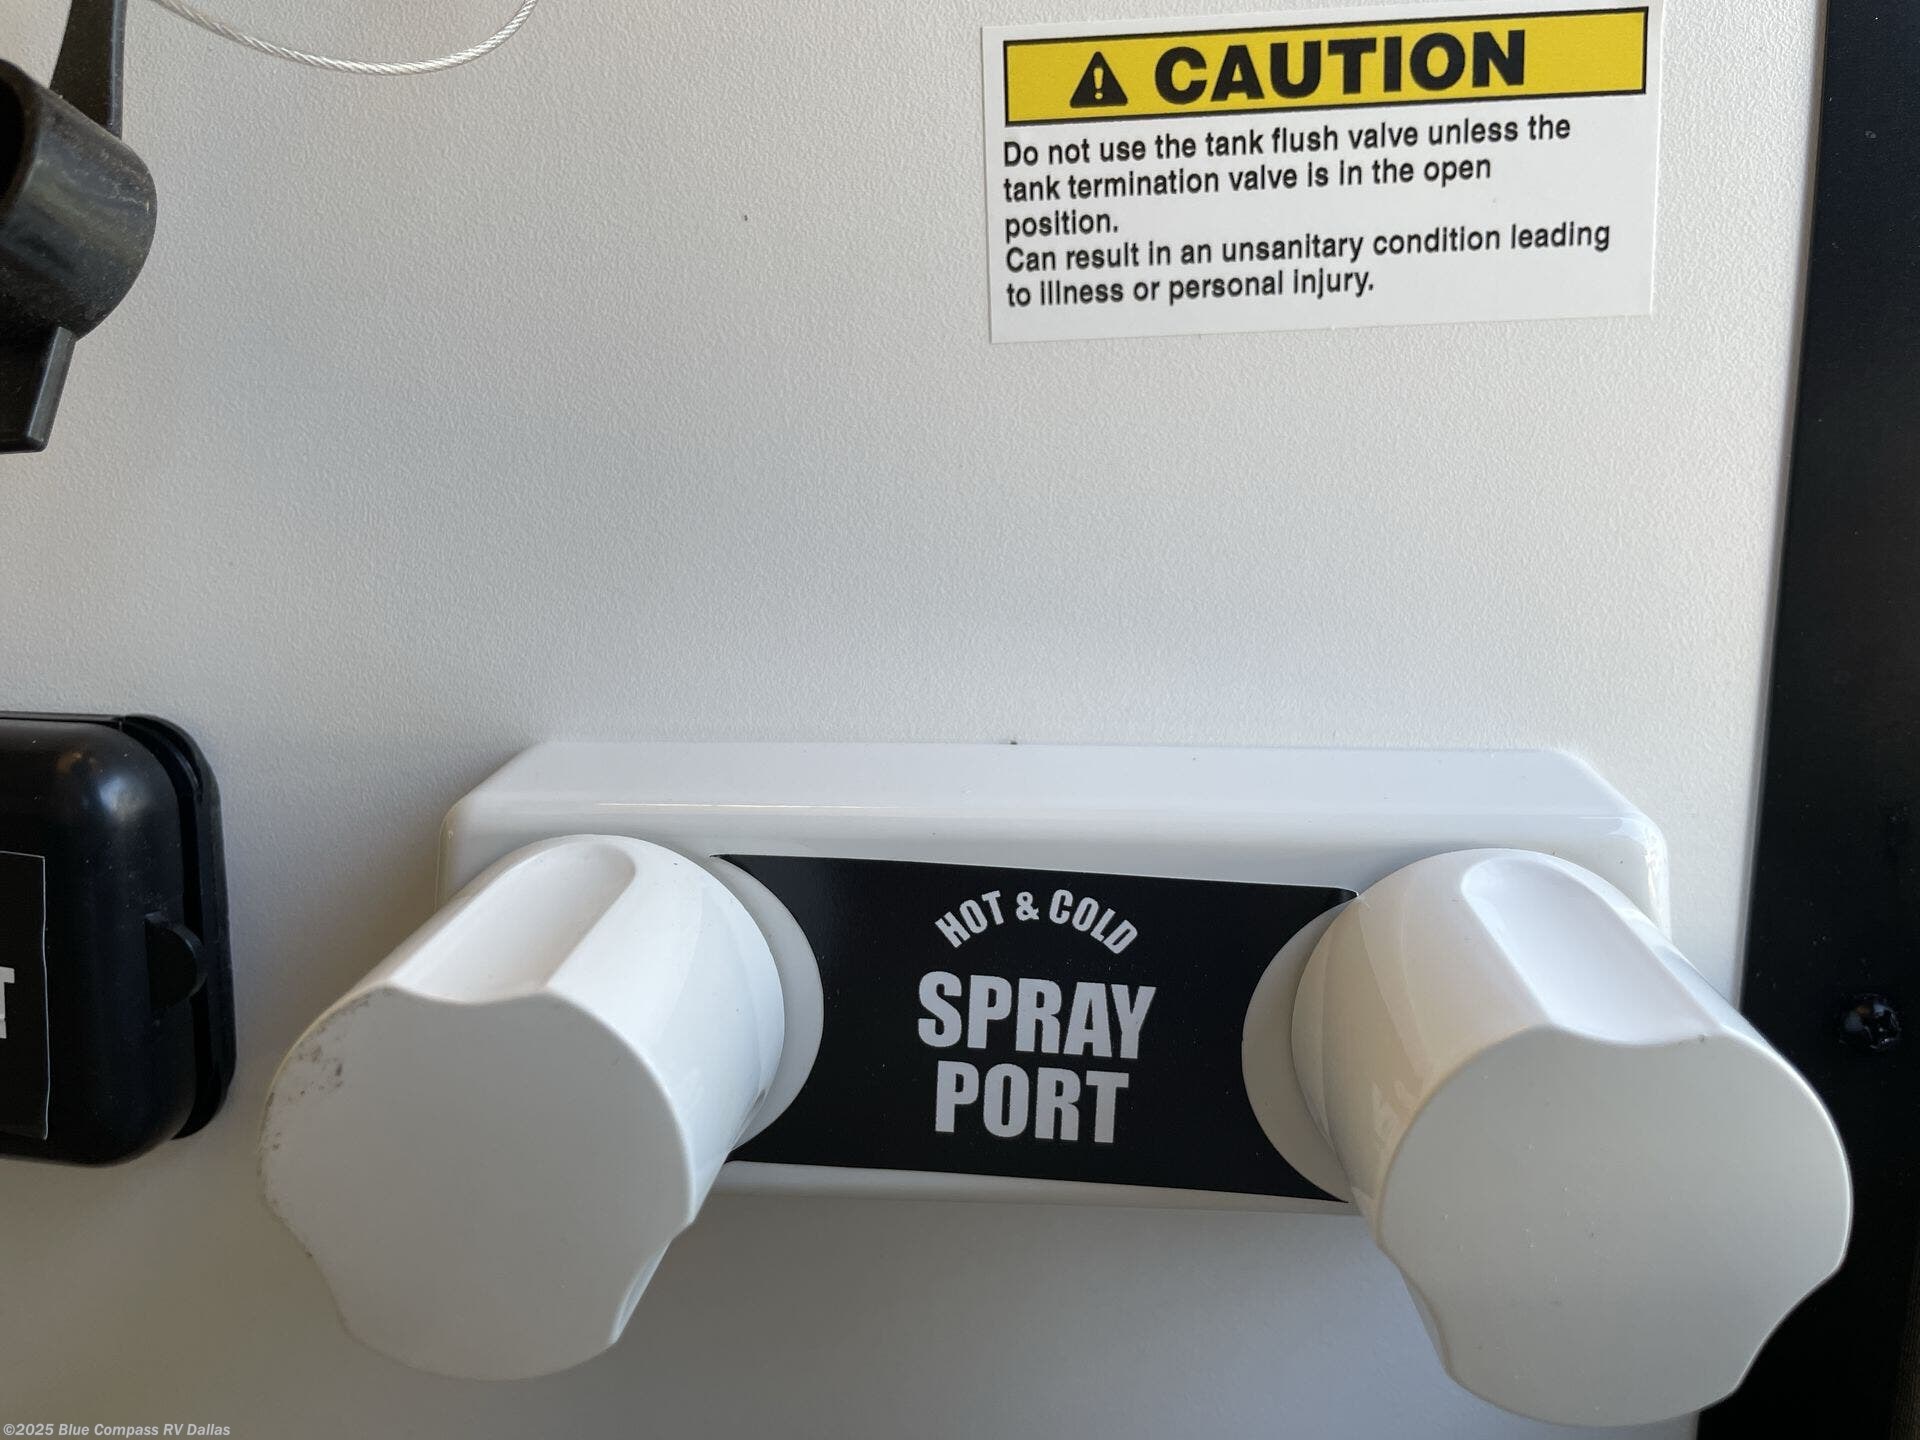 CAUTION
Do not use the tank flush valve unless the
tank termination valve is in the open
position.
Can result in an unsanitary condition leading
to illness or personal injury.
HOT & COLD
SPRAY
PORT
©2025 Blue Compass RV Dallas